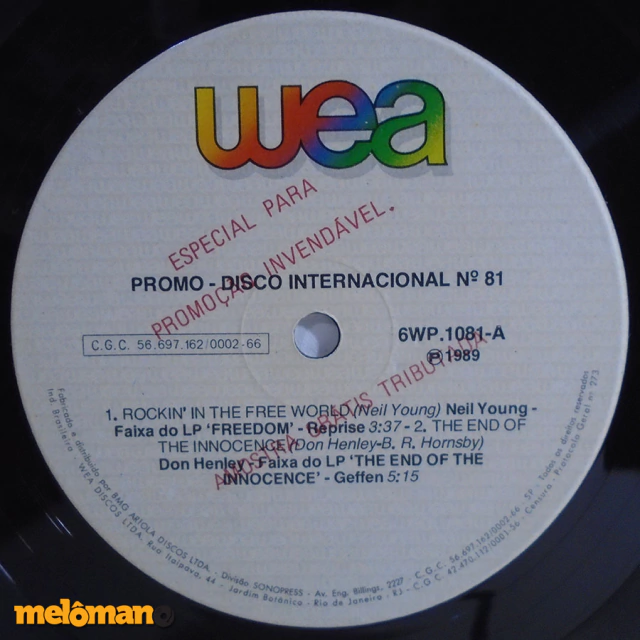 wea
ESPECIAL PARA
PROMOÇÃO INVENDÁVEL.
AMOSTRA GRÁTIS TRIBUTADA
PROMO - DISCO INTERNACIONAL Nº 81
C.G.C. 56.697.162/0002-66
6WP.1081-A
℗ 1989
1. ROCKIN' IN THE FREE WORLD (Neil Young) Neil Young -
Faixa do LP 'FREEDOM' - Reprise 3:37 - 2. THE END OF
THE INNOCENCE (Don Henley-B. R. Hornsby)
Don Henley - Faixa do LP 'THE END OF THE
INNOCENCE' - Geffen 5:15
Fabricado e distribuído por BMG ARIOLA DISCOS LTDA. - Divisão SONOPRESS - Av. Eng. Billings, 2227 - C.G.C. 56.697.162/0002-66 - SP - Todos os direitos reservados
Ind. Brasileira - WEA DISCOS LTDA. Rua Itaipava, 44 - Jardim Botânico - Rio de Janeiro - RJ - C.G.C. 42.470.112/0001-56 - Censura - Protocolo Geral nº 273
melômano